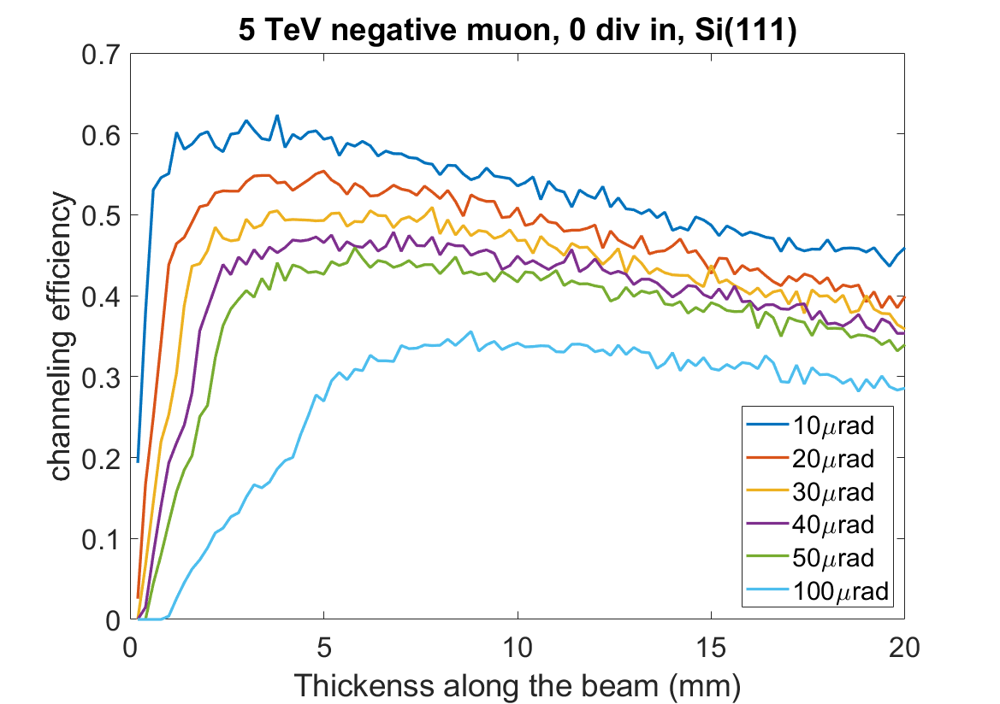 5 TeV negative muon, 0 div in, Si(111)
channeling efficiency
0.7
0.6
0.5
0.4
0.3
0.2
0.1
0
0
5
10
15
20
Thickenss along the beam (mm)
10μrad
20μrad
30μrad
40μrad
50μrad
100μrad